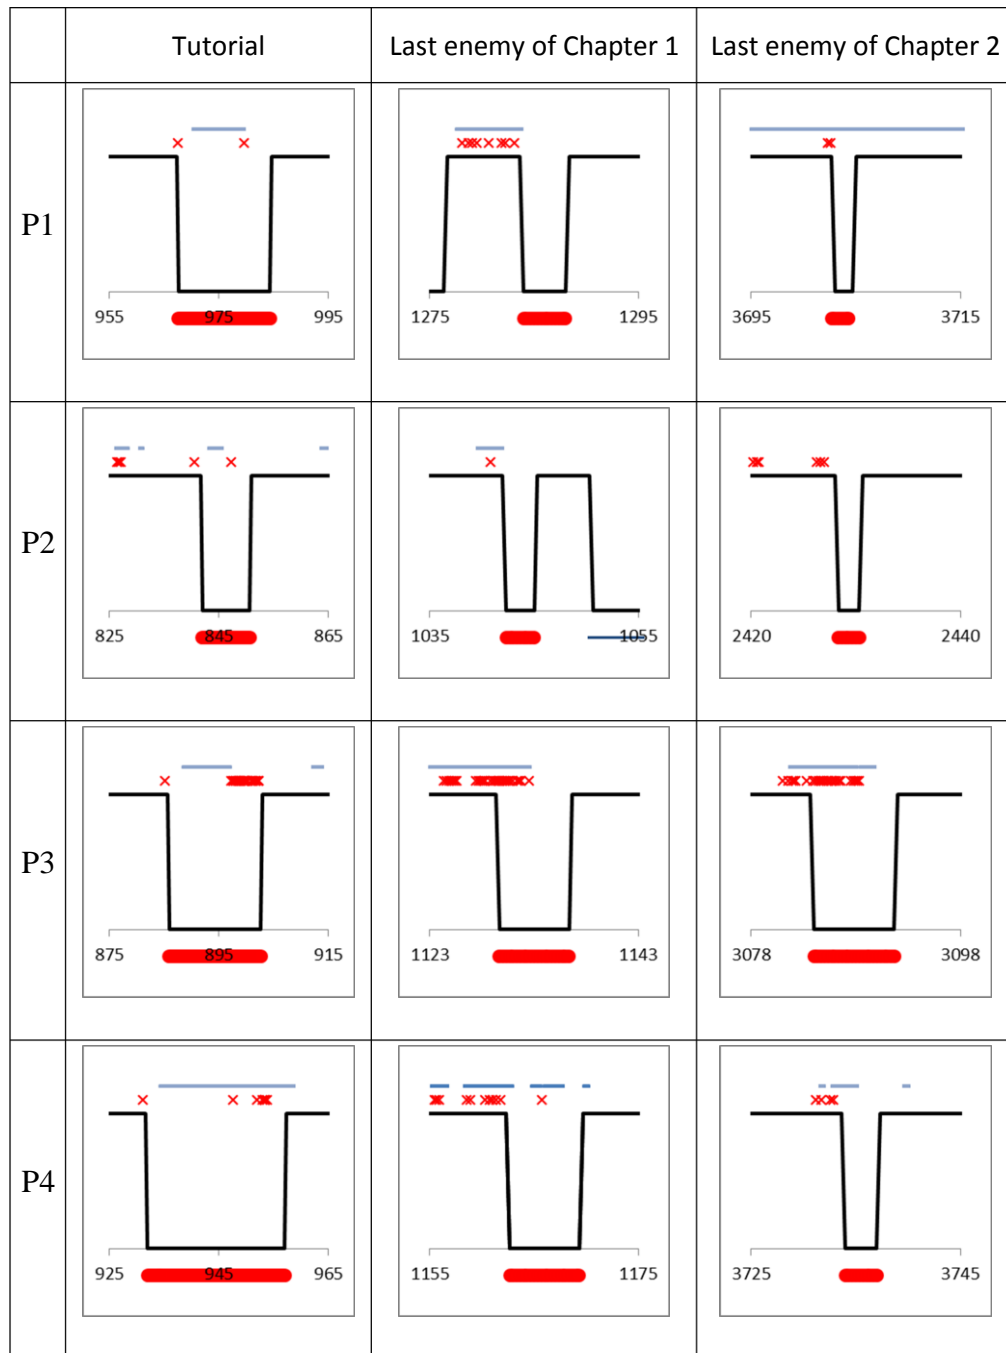 Tutorial Last enemy of Chapter 1 Last enemy of Chapter 2
P1
955 975 995 1275 1295 3695 3715
P2
825 845 865 1035 1055 2420 2440
P3
875 895 915 1123 1143 3078 3098
P4
925 945 965 1155 1175 3725 3745